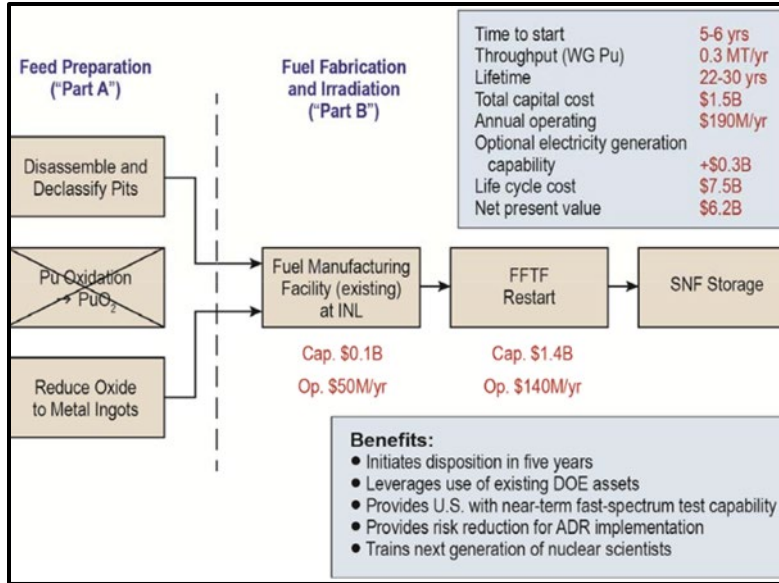 Feed Preparation
("Part A")
Fuel Fabrication
and Irradiation
("Part B")
Time to start 5-6 yrs
Throughput (WG Pu) 0.3 MT/yr
Lifetime 22-30 yrs
Total capital cost $1.5B
Annual operating $190M/yr
Optional electricity generation
capability +$0.3B
Life cycle cost $7.5B
Net present value $6.2B
Disassemble and
Declassify Pits
Pu Oxidation
→ PuO₂
Reduce Oxide
to Metal Ingots
Fuel Manufacturing
Facility (existing)
at INL
Cap. $0.1B
Op. $50M/yr
FFTF
Restart
Cap. $1.4B
Op. $140M/yr
SNF Storage
Benefits:
• Initiates disposition in five years
• Leverages use of existing DOE assets
• Provides U.S. with near-term fast-spectrum test capability
• Provides risk reduction for ADR implementation
• Trains next generation of nuclear scientists